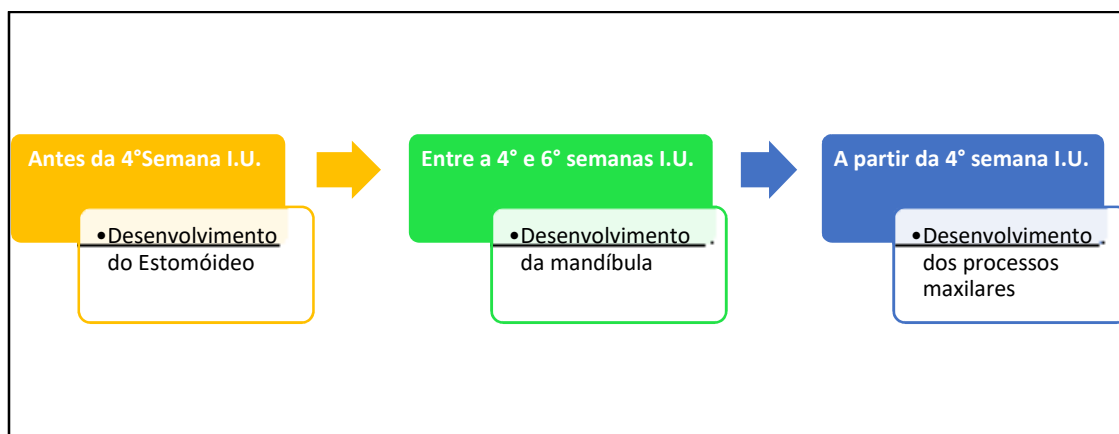 Antes da 4°Semana I.U.
•Desenvolvimento
do Estomóideo
Entre a 4° e 6° semanas I.U.
•Desenvolvimento
da mandíbula
A partir da 4° semana I.U.
•Desenvolvimento
dos processos
maxilares